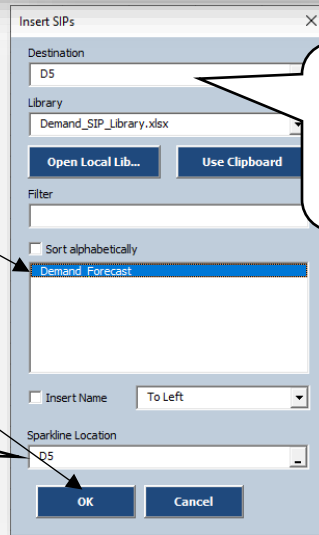 Insert SIPs
Destination
D5
Library
Demand_SIP_Library.xlsx
Open Local Lib... Use Clipboard
Filter
Sort alphabetically
Demand_Forecast
Insert Name To Left
Sparkline Location
D5
OK Cancel